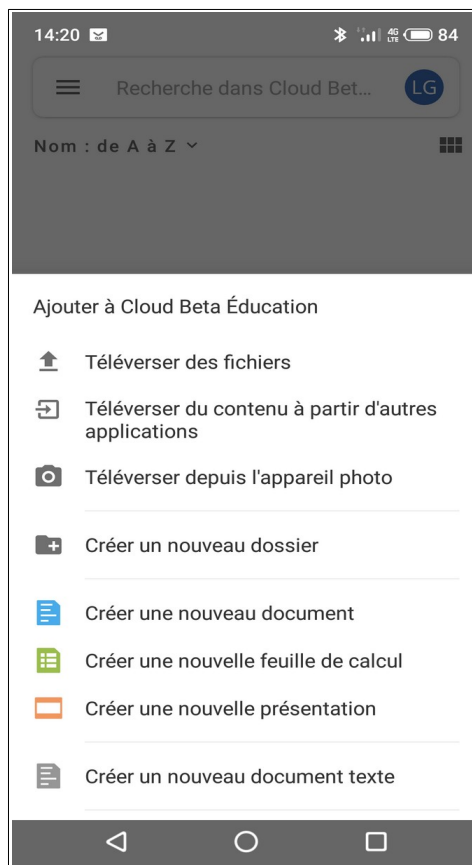 14:20 4G LTE 84
Recherche dans Cloud Bet... LG
Nom : de A à Z
Ajouter à Cloud Beta Éducation
Téléverser des fichiers
Téléverser du contenu à partir d'autres
applications
Téléverser depuis l'appareil photo
Créer un nouveau dossier
Créer une nouveau document
Créer une nouvelle feuille de calcul
Créer une nouvelle présentation
Créer un nouveau document texte